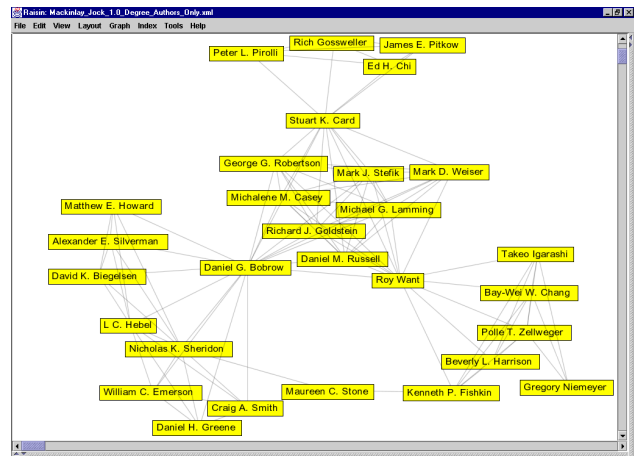 Raisin: Mackinlay_Jock_1.0_Degree_Authors_Only.xml
File Edit View Layout Graph Index Tools Help
Rich Gossweller
James E. Pitkow
Peter L. Pirolli
Ed H. Chi
Stuart K. Card
George G. Robertson
Mark J. Stefik
Mark D. Weiser
Michalene M. Casey
Matthew E. Howard
Michael G. Lamming
Richard J. Goldstein
Alexander E. Silverman
Takeo Igarashi
Daniel M. Russell
Daniel G. Bobrow
David K. Biegelsen
Roy Want
Bay-Wei W. Chang
L C. Hebel
Polle T. Zellweger
Nicholas K. Sheridon
Beverly L. Harrison
Gregory Niemeyer
William C. Emerson
Maureen C. Stone
Kenneth P. Fishkin
Craig A. Smith
Daniel H. Greene